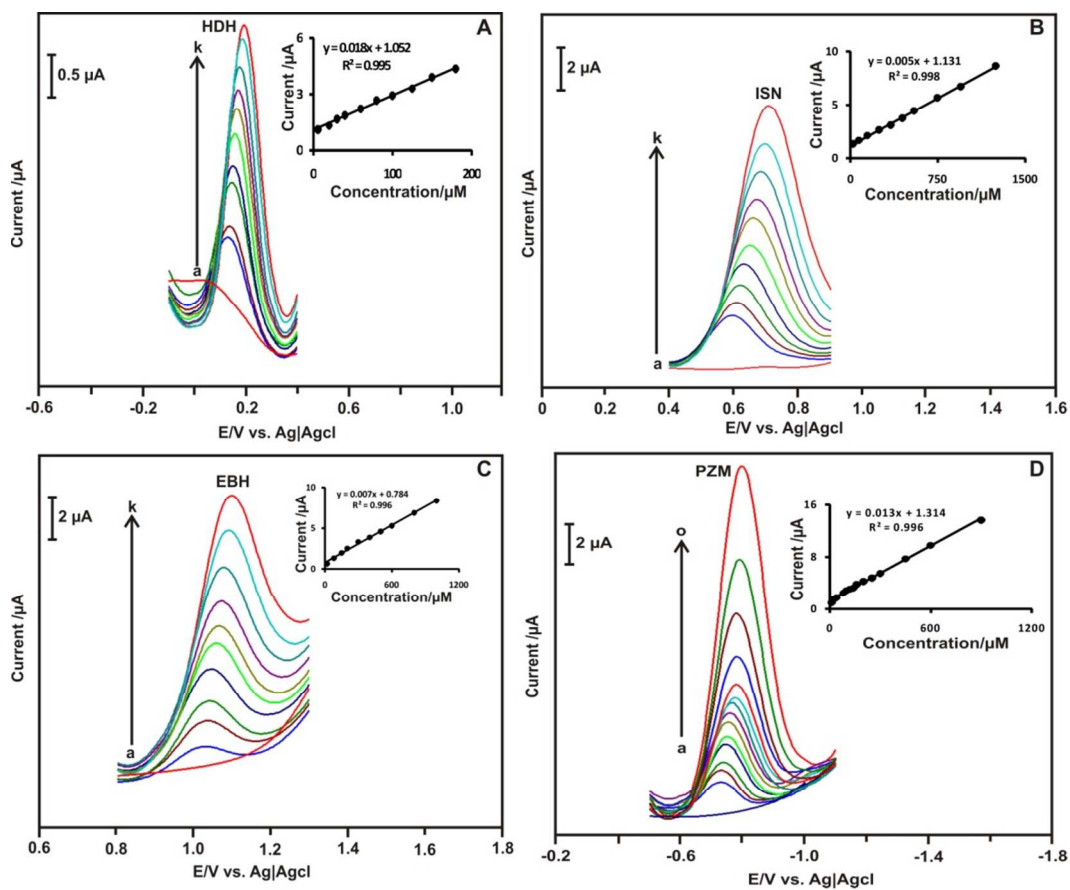 A
HDH
k
0.5 µA
a
Current /µA
-0.6
-0.2
0.2
0.6
1.0
E/V vs. Ag|Agcl
y = 0.018x + 1.052
R² = 0.995
Current /µA
6
4
2
0
0
100
200
Concentration/µM
B
ISN
k
2 µA
a
Current /µA
0
0.2
0.4
0.6
0.8
1.0
1.2
1.4
1.6
E/V vs. Ag|Agcl
y = 0.005x + 1.131
R² = 0.998
Current /µA
10
5
0
0
750
1500
Concentration/µM
C
EBH
k
2 µA
a
Current /µA
0.6
0.8
1.0
1.2
1.4
1.6
1.8
E/V vs. Ag|Agcl
y = 0.007x + 0.784
R² = 0.996
Current /µA
10
5
0
0
600
1200
Concentration/µM
D
PZM
o
2 µA
a
Current /µA
-0.2
-0.6
-1.0
-1.4
-1.8
E/V vs. Ag|Agcl
y = 0.013x + 1.314
R² = 0.996
Current /µA
16
8
0
0
600
1200
Concentration/µM